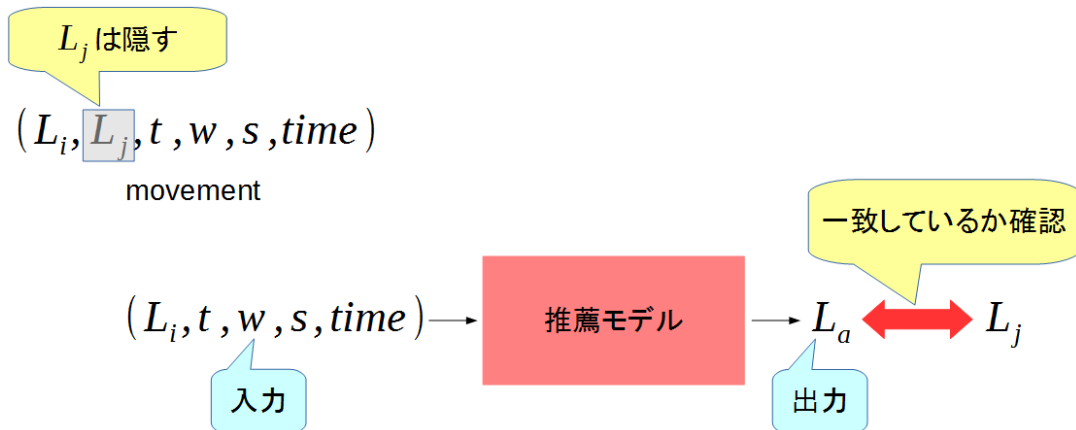 L_j は隠す
(L_i, L_j, t, w, s, time)
movement
一致しているか確認
(L_i, t, w, s, time) 推薦モデル L_a L_j
入力 出力